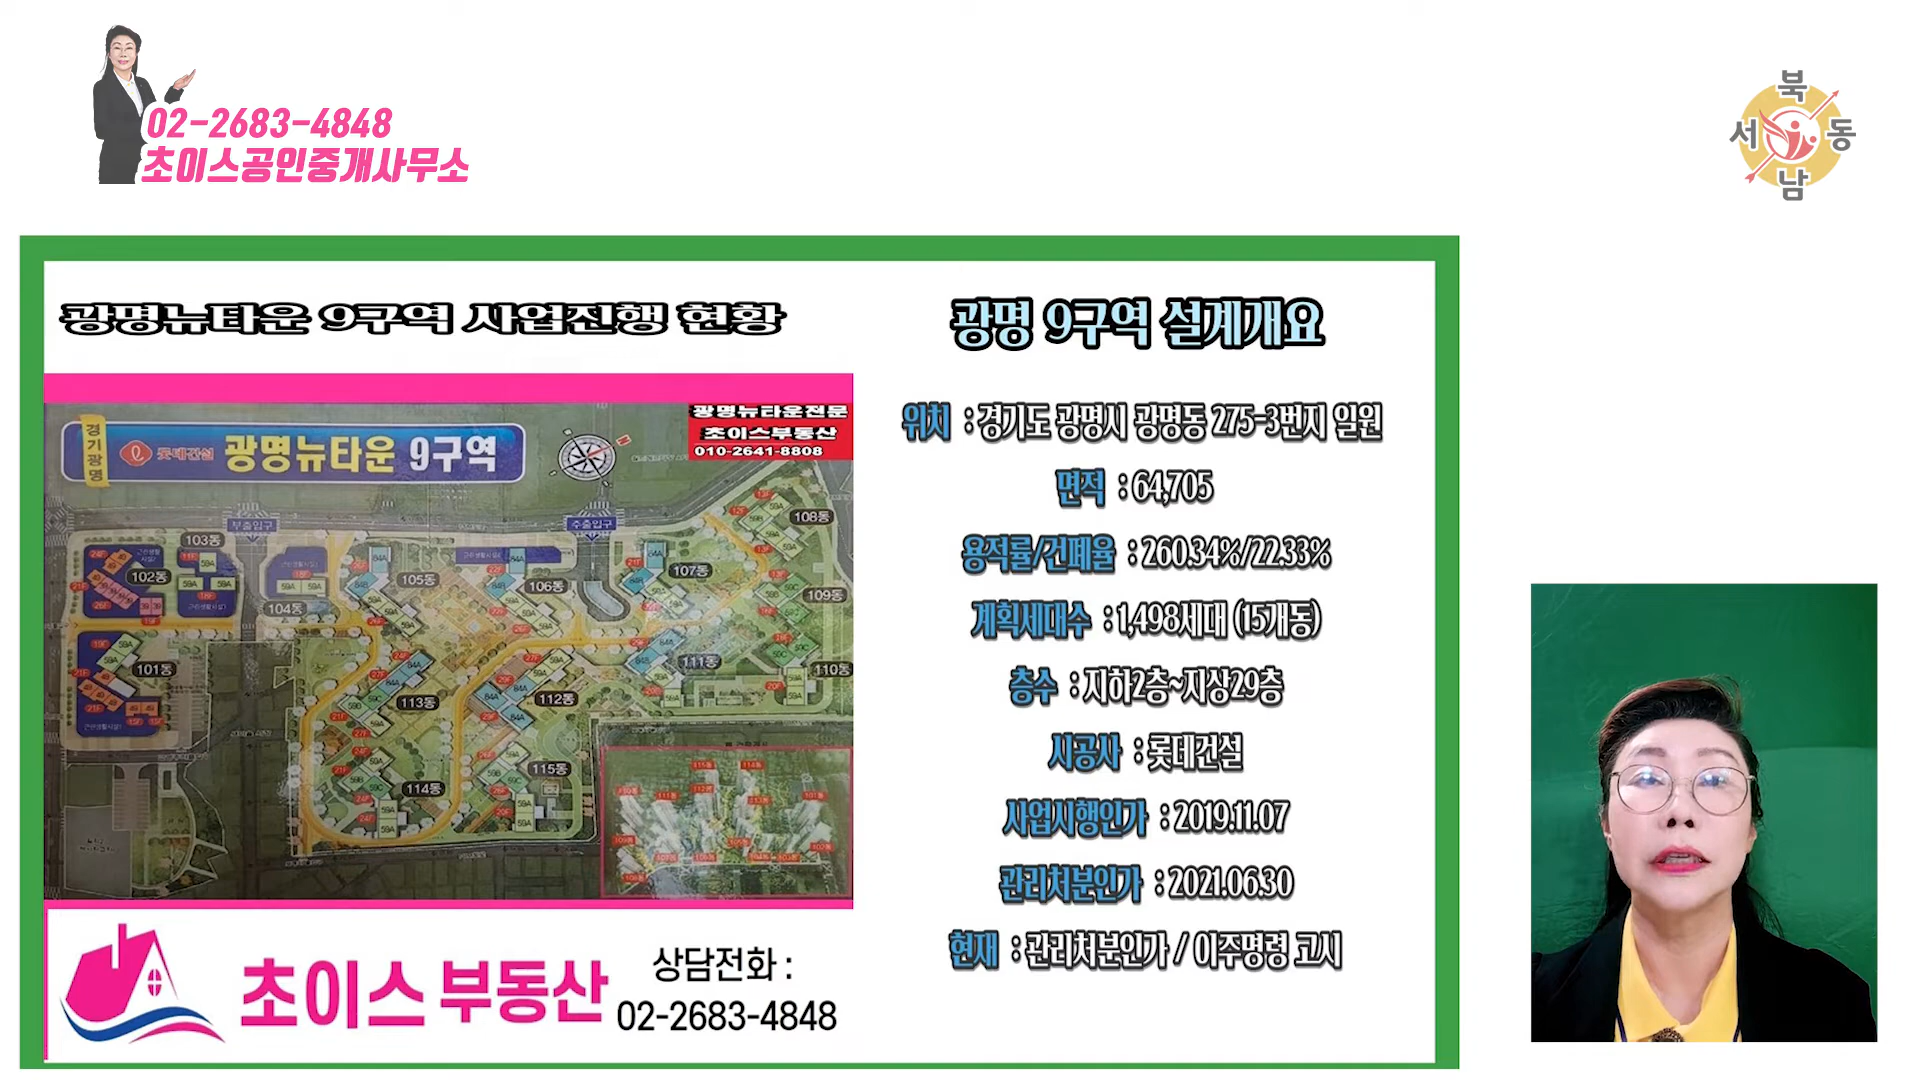 02-2683-4848
초이스공인중개사무소
북
서 동
남
광명뉴타운 9구역 사업진행 현황
경기광명
롯데건설 광명뉴타운 9구역
광명뉴타운전문
초이스부동산
010-2641-8808
부출입구
주출입구
108동
103동
102동
105동
106동
107동
109동
104동
101동
111동
110동
113동
112동
115동
114동
초이스 부동산
상담전화 :
02-2683-4848
광명 9구역 설계개요
위치 : 경기도 광명시 광명동 275-3번지 일원
면적 : 64,705
용적률/건폐율 : 260.34%/22.33%
계획세대수 : 1,498세대 (15개동)
층수 : 지하2층~지상29층
시공사 : 롯데건설
사업시행인가 : 2019.11.07
관리처분인가 : 2021.06.30
현재 : 관리처분인가 / 이주명령 고시